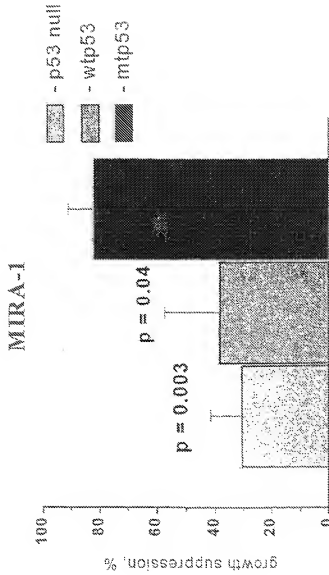 MIRA-1
growth suppression, %
100
80
60
40
20
0
p = 0.003
p = 0.04
- p53 null
- wtp53
- mtp53